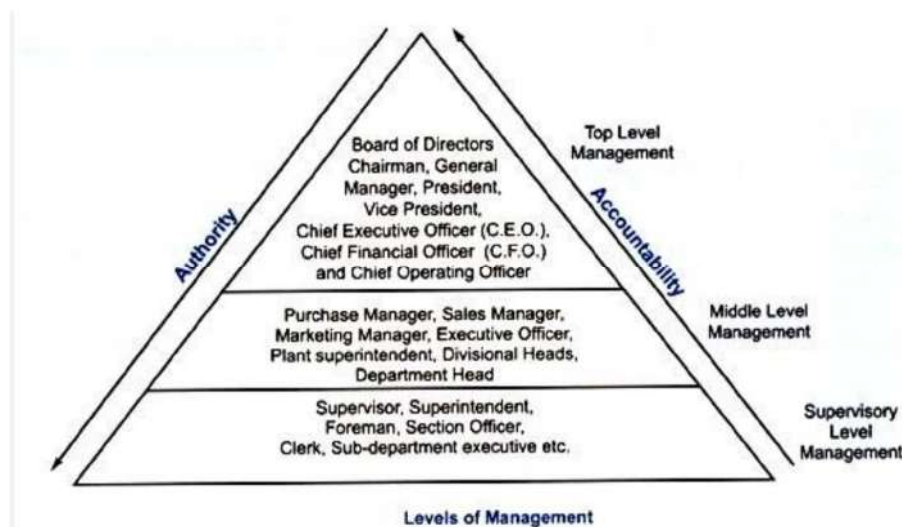 Board of Directors
Chairman, General
Manager, President,
Vice President,
Chief Executive Officer (C.E.O.),
Chief Financial Officer (C.F.O.)
and Chief Operating Officer
Purchase Manager, Sales Manager,
Marketing Manager, Executive Officer,
Plant superintendent, Divisional Heads,
Department Head
Supervisor, Superintendent,
Foreman, Section Officer,
Clerk, Sub-department executive etc.
Authority
Accountability
Top Level
Management
Middle Level
Management
Supervisory
Level
Management
Levels of Management